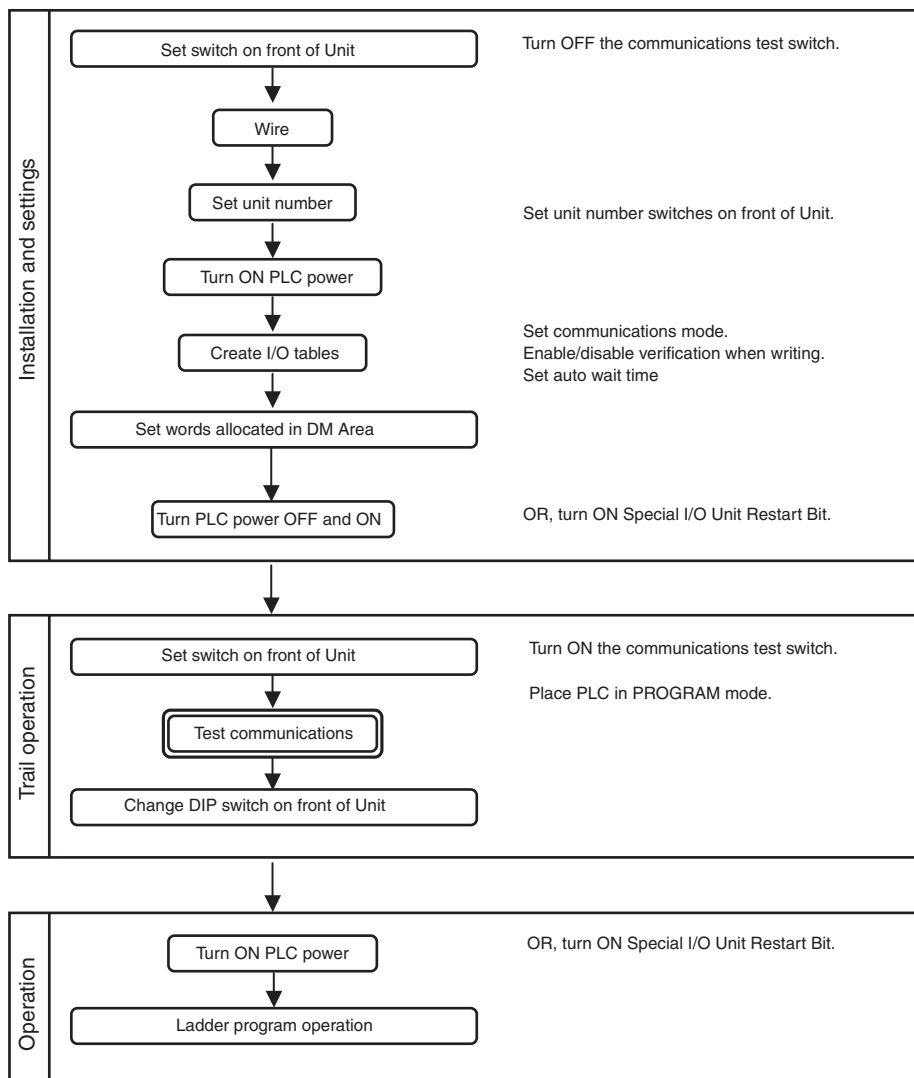 Installation and settings
Set switch on front of Unit
Turn OFF the communications test switch.
Wire
Set unit number
Set unit number switches on front of Unit.
Turn ON PLC power
Create I/O tables
Set communications mode.
Enable/disable verification when writing.
Set auto wait time
Set words allocated in DM Area
Turn PLC power OFF and ON
OR, turn ON Special I/O Unit Restart Bit.
Trail operation
Set switch on front of Unit
Turn ON the communications test switch.
Place PLC in PROGRAM mode.
Test communications
Change DIP switch on front of Unit
Operation
Turn ON PLC power
OR, turn ON Special I/O Unit Restart Bit.
Ladder program operation